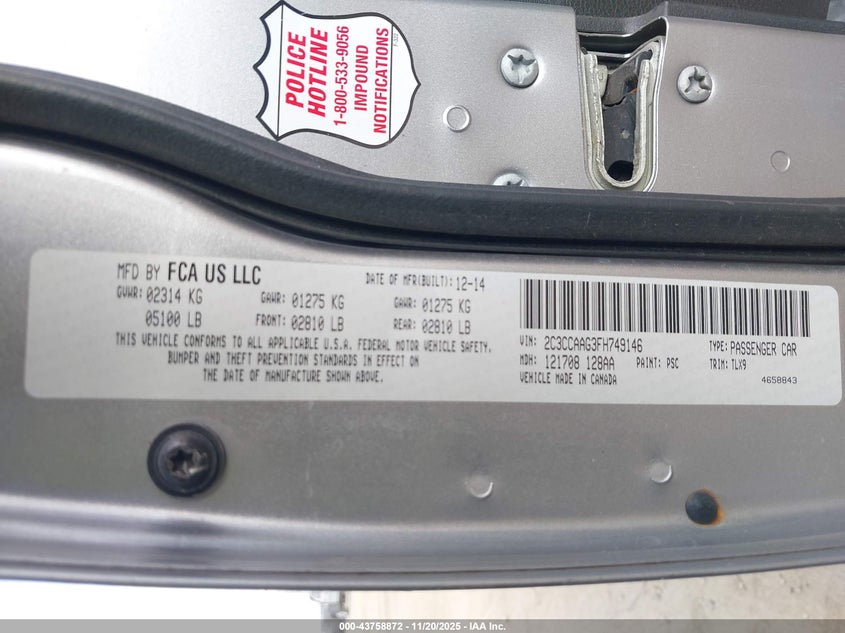 POLICE
HOTLINE
1-800-533-9056
IMPOUND
NOTIFICATIONS
MFD BY FCA US LLC
DATE OF MFR(BUILT): 12-14
GVWR: 02314 KG GAWR: 01275 KG GAWR: 01275 KG
05100 LB FRONT: 02810 LB REAR: 02810 LB
THIS VEHICLE CONFORMS TO ALL APPLICABLE U.S.A. FEDERAL MOTOR VEHICLE SAFETY,
BUMPER AND THEFT PREVENTION STANDARDS IN EFFECT ON
THE DATE OF MANUFACTURE SHOWN ABOVE.
VIN: 2C3CCAAG3FH749146 TYPE: PASSENGER CAR
MDH: 121708 128AA PAINT: PSC TRIM: TLX9
VEHICLE MADE IN CANADA 4658843
000-43758872 — 11/20/2025 — IAA Inc.